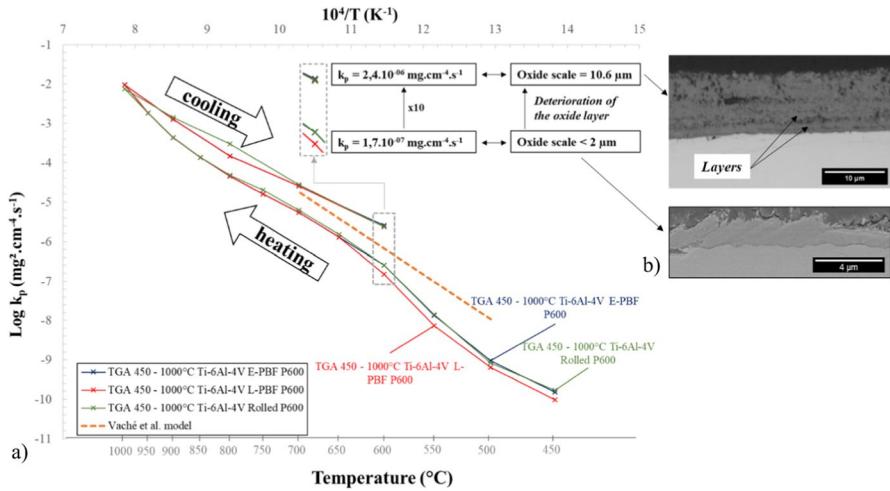 10⁴/T (K⁻¹)
7 8 9 10 11 12 13 14 15
-1
-2
-3
-4
-5
-6
-7
-8
-9
-10
-11
Log kₚ (mg².cm⁻⁴.s⁻¹)
cooling
heating
kₚ = 2,4.10⁻⁰⁶ mg.cm⁻⁴.s⁻¹
Oxide scale = 10.6 µm
x10
Deterioration of
the oxide layer
kₚ = 1,7.10⁻⁰⁷ mg.cm⁻⁴.s⁻¹
Oxide scale < 2 µm
Layers
10 µm
b)
4 µm
TGA 450 - 1000°C Ti-6Al-4V E-PBF
P600
TGA 450 - 1000°C Ti-6Al-4V
Rolled P600
TGA 450 - 1000°C Ti-6Al-4V L-
PBF P600
TGA 450 - 1000°C Ti-6Al-4V E-PBF P600
TGA 450 - 1000°C Ti-6Al-4V L-PBF P600
TGA 450 - 1000°C Ti-6Al-4V Rolled P600
Vaché et al. model
a)
1000 950 900 850 800 750 700 650 600 550 500 450
Temperature (°C)